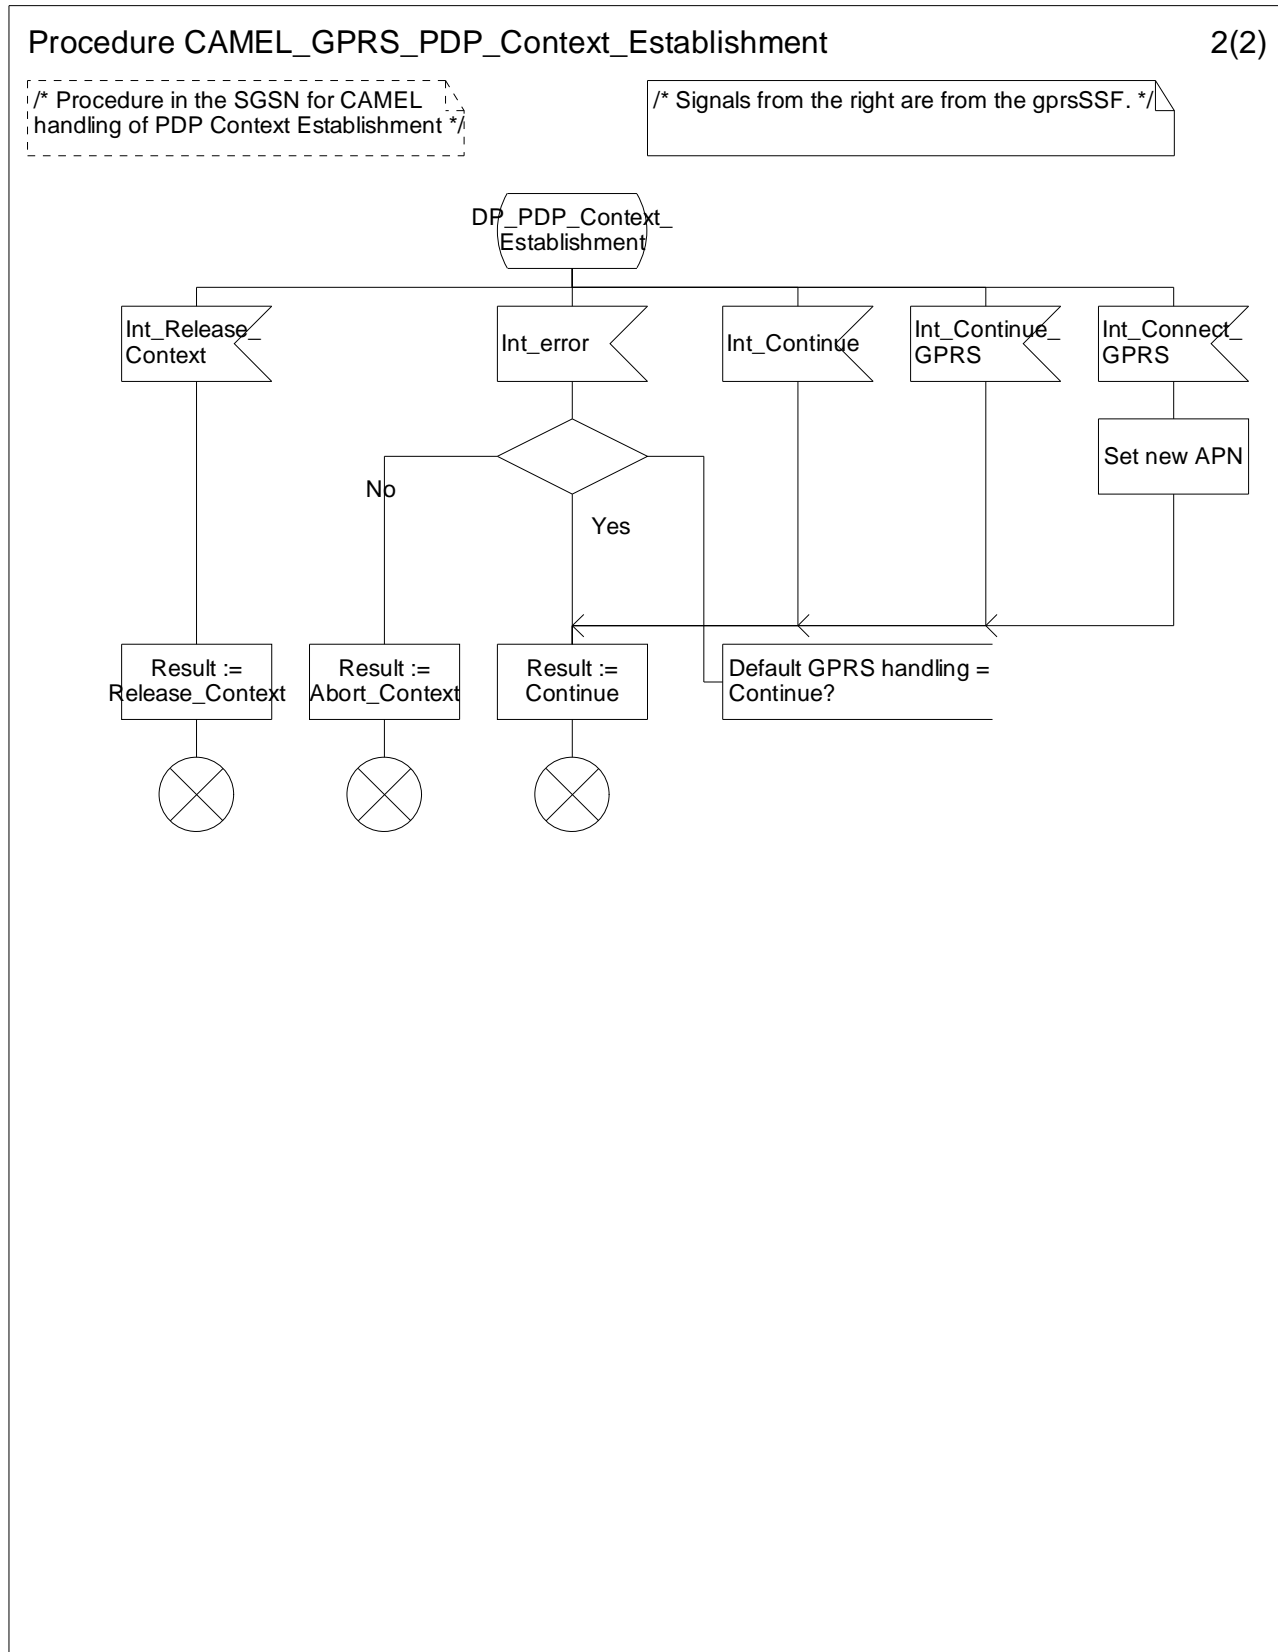 Procedure CAMEL_GPRS_PDP_Context_Establishment
2(2)
/* Procedure in the SGSN for CAMEL
handling of PDP Context Establishment */
/* Signals from the right are from the gprsSSF. */
DP_PDP_Context_
Establishment
Int_Release_
Context
Int_error
Int_Continue
Int_Continue_
GPRS
Int_Connect_
GPRS
Set new APN
No
Yes
Result :=
Release_Context
Result :=
Abort_Context
Result :=
Continue
Default GPRS handling =
Continue?